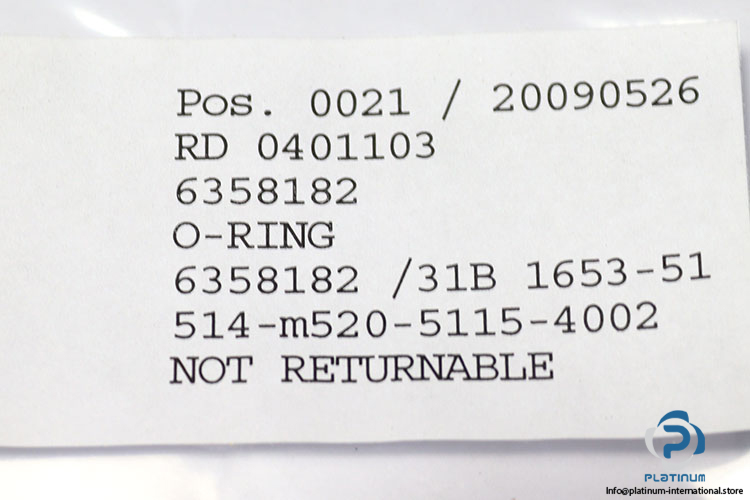 Pos. 0021 / 20090526
RD 0401103
6358182
O-RING
6358182 /31B 1653-51
514-m520-5115-4002
NOT RETURNABLE
PLATINUM
Info@platinum-international.store